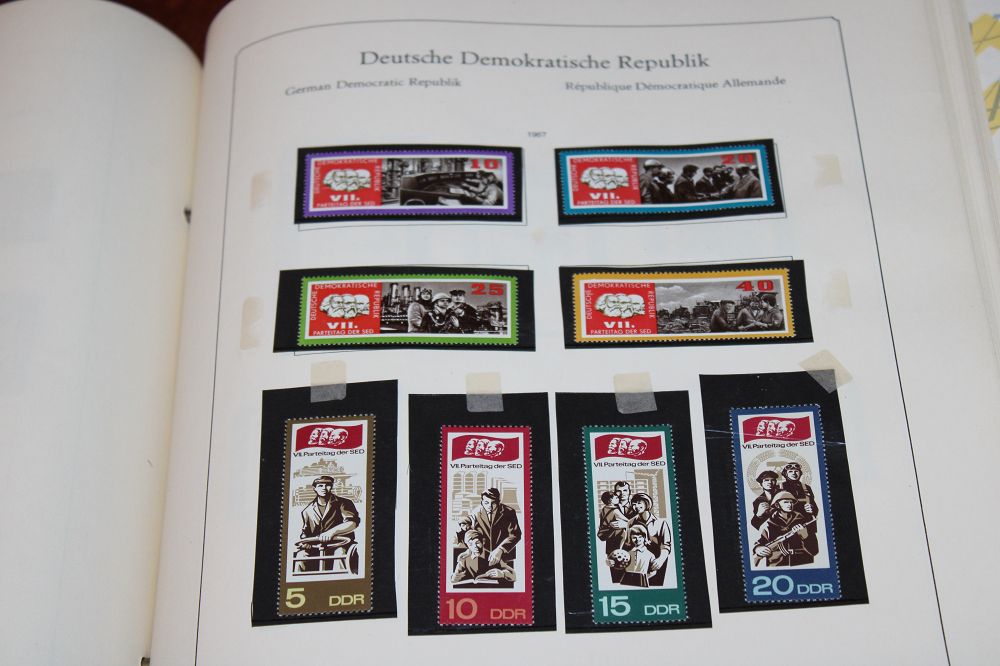 Deutsche Demokratische Republik
German Democratic Republik
République Démocratique Allemande
1967
DEUTSCHE
DEMOKRATISCHE
REPUBLIK
10
VII.
PARTEITAG DER SED
DEUTSCHE
DEMOKRATISCHE
REPUBLIK
20
VII.
PARTEITAG DER SED
DEUTSCHE
DEMOKRATISCHE
REPUBLIK
25
VII.
PARTEITAG DER SED
DEUTSCHE
DEMOKRATISCHE
REPUBLIK
40
VII.
PARTEITAG DER SED
VII.Parteitag der SED
5 DDR
VII.Parteitag der SED
10 DDR
VII.Parteitag der SED
15 DDR
VII.Parteitag der SED
20 DDR